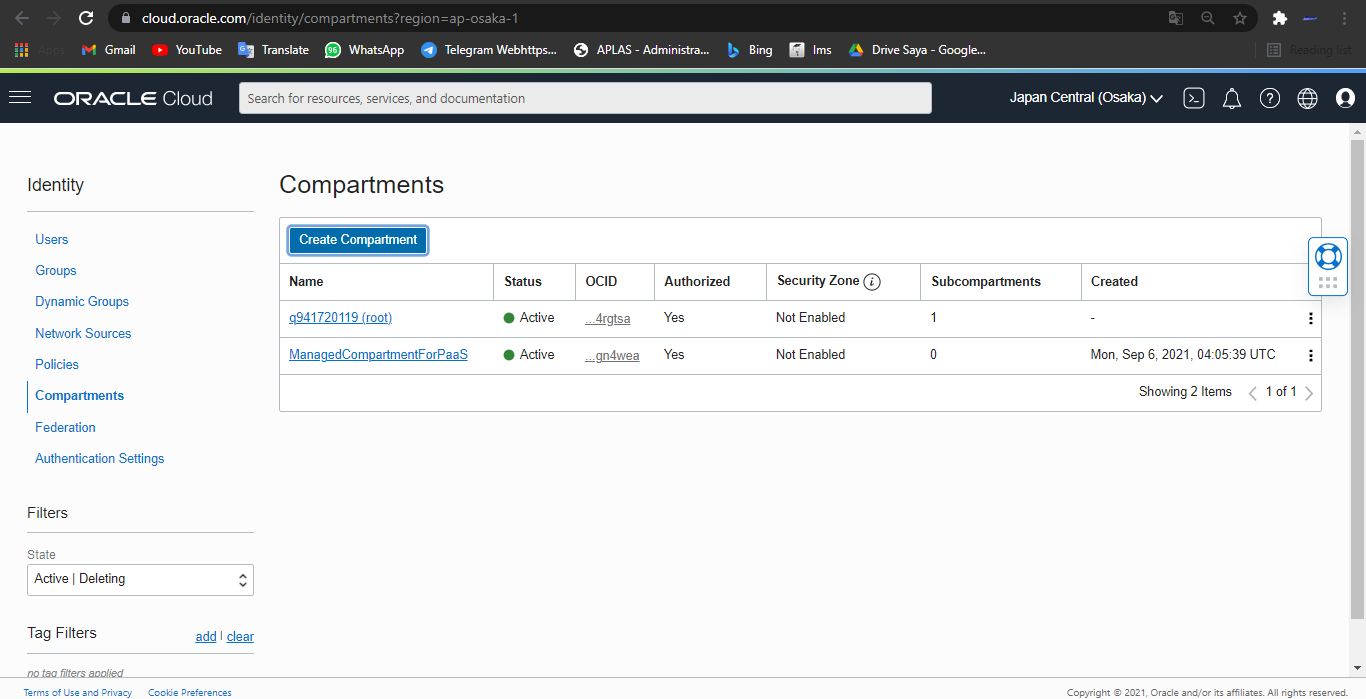 cloud.oracle.com/identity/compartments?region=ap-osaka-1
Apps Gmail YouTube Translate 96 WhatsApp Telegram Webhttps... APLAS - Administra... Bing lms Drive Saya - Google... Reading list
ORACLE Cloud Search for resources, services, and documentation Japan Central (Osaka)
Identity
Users
Groups
Dynamic Groups
Network Sources
Policies
Compartments
Federation
Authentication Settings
Filters
State
Active | Deleting
Tag Filters add | clear
no tag filters applied
Compartments
Create Compartment
Name Status OCID Authorized Security Zone i Subcompartments Created
q941720119 (root) Active ...4rgtsa Yes Not Enabled 1 -
ManagedCompartmentForPaaS Active ...gn4wea Yes Not Enabled 0 Mon, Sep 6, 2021, 04:05:39 UTC
Showing 2 Items < 1 of 1 >
Terms of Use and Privacy Cookie Preferences Copyright © 2021, Oracle and/or its affiliates. All rights reserved.